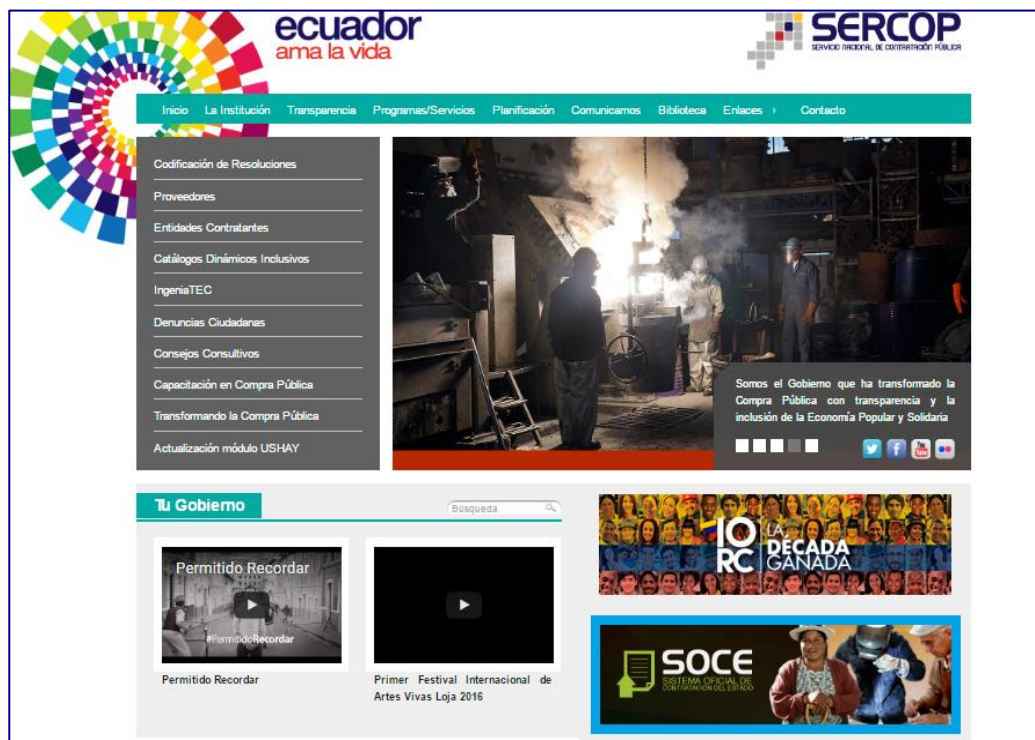 ecuador
ama la vida
SERCOP
SERVICIO NACIONAL DE CONTRATACIÓN PÚBLICA
Inicio La Institución Transparencia Programas/Servicios Planificación Comunicamos Biblioteca Enlaces Contacto
Codificación de Resoluciones
Proveedores
Entidades Contratantes
Catálogos Dinámicos Inclusivos
IngeniaTEC
Denuncias Ciudadanas
Consejos Consultivos
Capacitación en Compra Pública
Transformando la Compra Pública
Actualización módulo USHAY
Somos el Gobierno que ha transformado la
Compra Pública con transparencia y la
inclusión de la Economía Popular y Solidaria
You
Tube
Tu Gobierno
Búsqueda
Permitido Recordar
#PermitidoRecordar
Permitido Recordar
Primer Festival Internacional de
Artes Vivas Loja 2016
10
RC
LA
DÉCADA
GANADA
SOCE
SISTEMA OFICIAL DE
CONTRATACIÓN DEL ESTADO